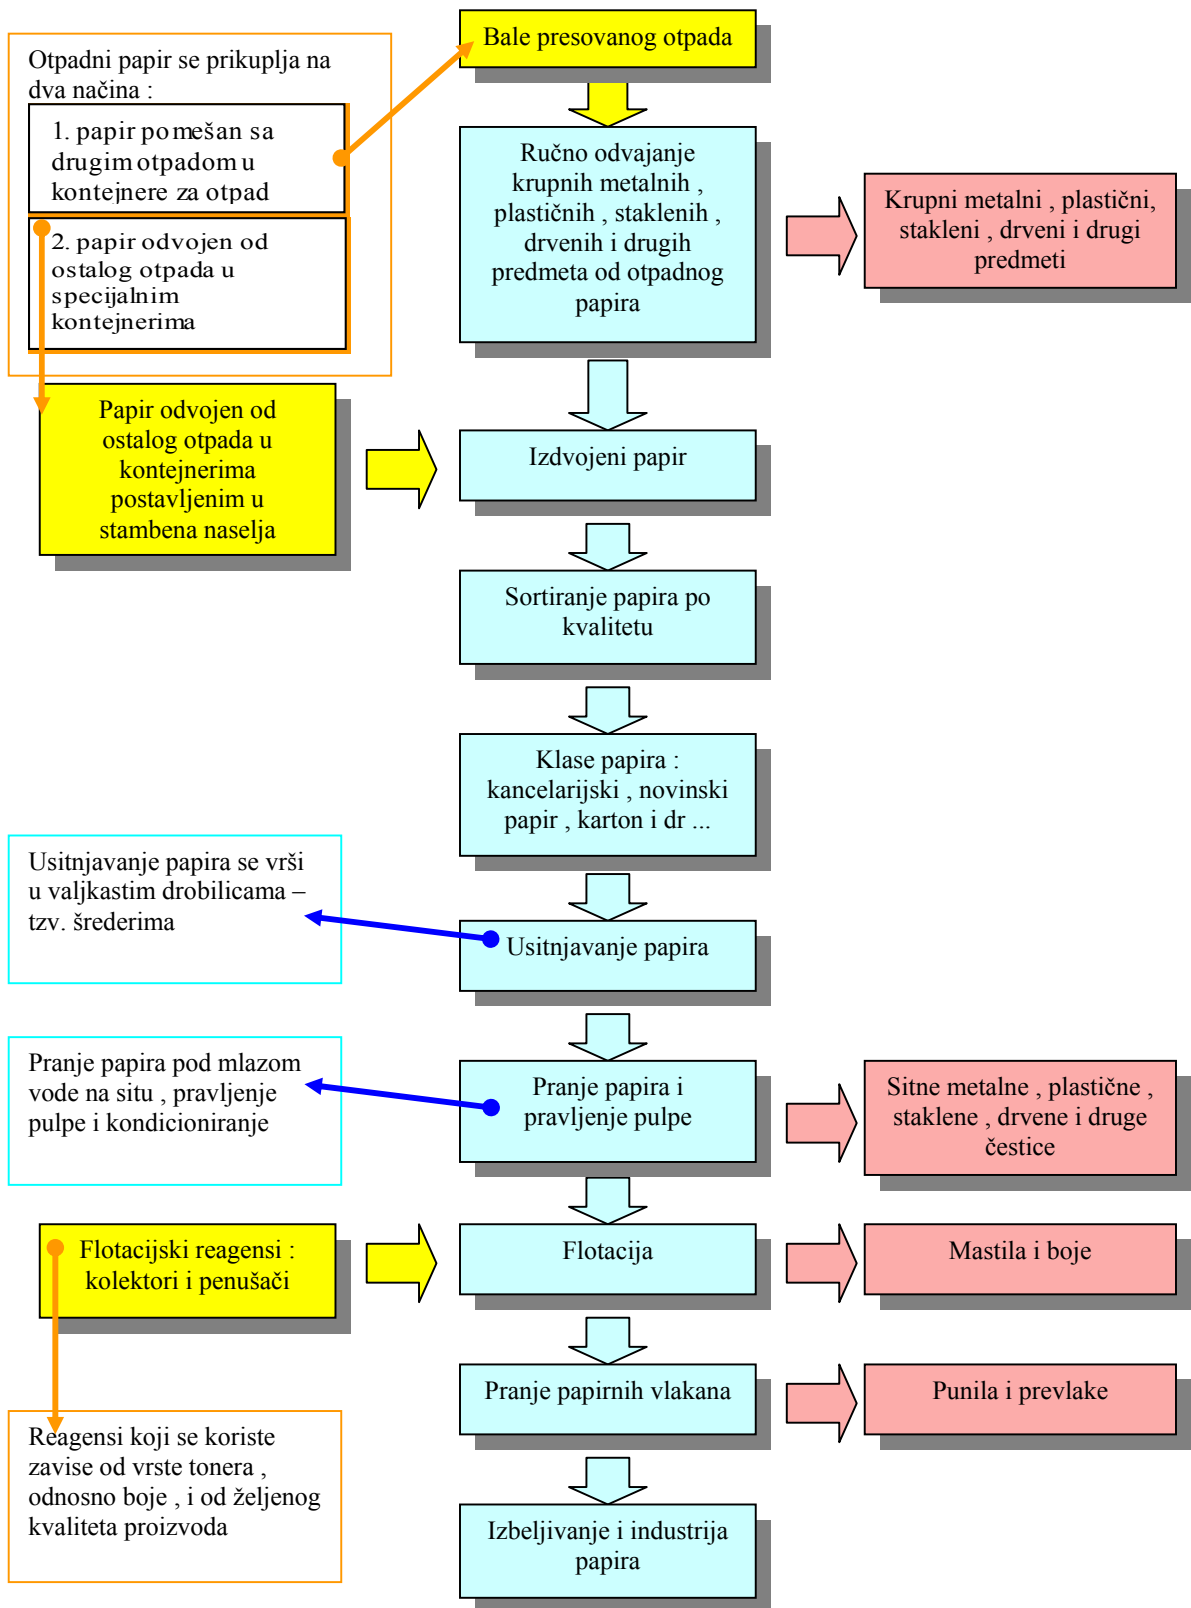 Bale presovanog otpada
Otpadni papir se prikuplja na
dva načina :
1. papir pomešan sa
drugim otpadom u
kontejnere za otpad
2. papir odvojen od
ostalog otpada u
specijalnim
kontejnerima
Ručno odvajanje
krupnih metalnih ,
plastičnih , staklenih ,
drvenih i drugih
predmeta od otpadnog
papira
Krupni metalni , plastični,
stakleni , drveni i drugi
predmeti
Papir odvojen od
ostalog otpada u
kontejnerima
postavljenim u
stambena naselja
Izdvojeni papir
Sortiranje papira po
kvalitetu
Klase papira :
kancelarijski , novinski
papir , karton i dr ...
Usitnjavanje papira se vrši
u valjkastim drobilicama –
tzv. šrederima
Usitnjavanje papira
Pranje papira pod mlazom
vode na situ , pravljenje
pulpe i kondicioniranje
Pranje papira i
pravljenje pulpe
Sitne metalne , plastične ,
staklene , drvene i druge
čestice
Flotacijski reagensi :
kolektori i penušači
Flotacija
Mastila i boje
Pranje papirnih vlakana
Punila i prevlake
Reagensi koji se koriste
zavise od vrste tonera ,
odnosno boje , i od željenog
kvaliteta proizvoda
Izbeljivanje i industrija
papira